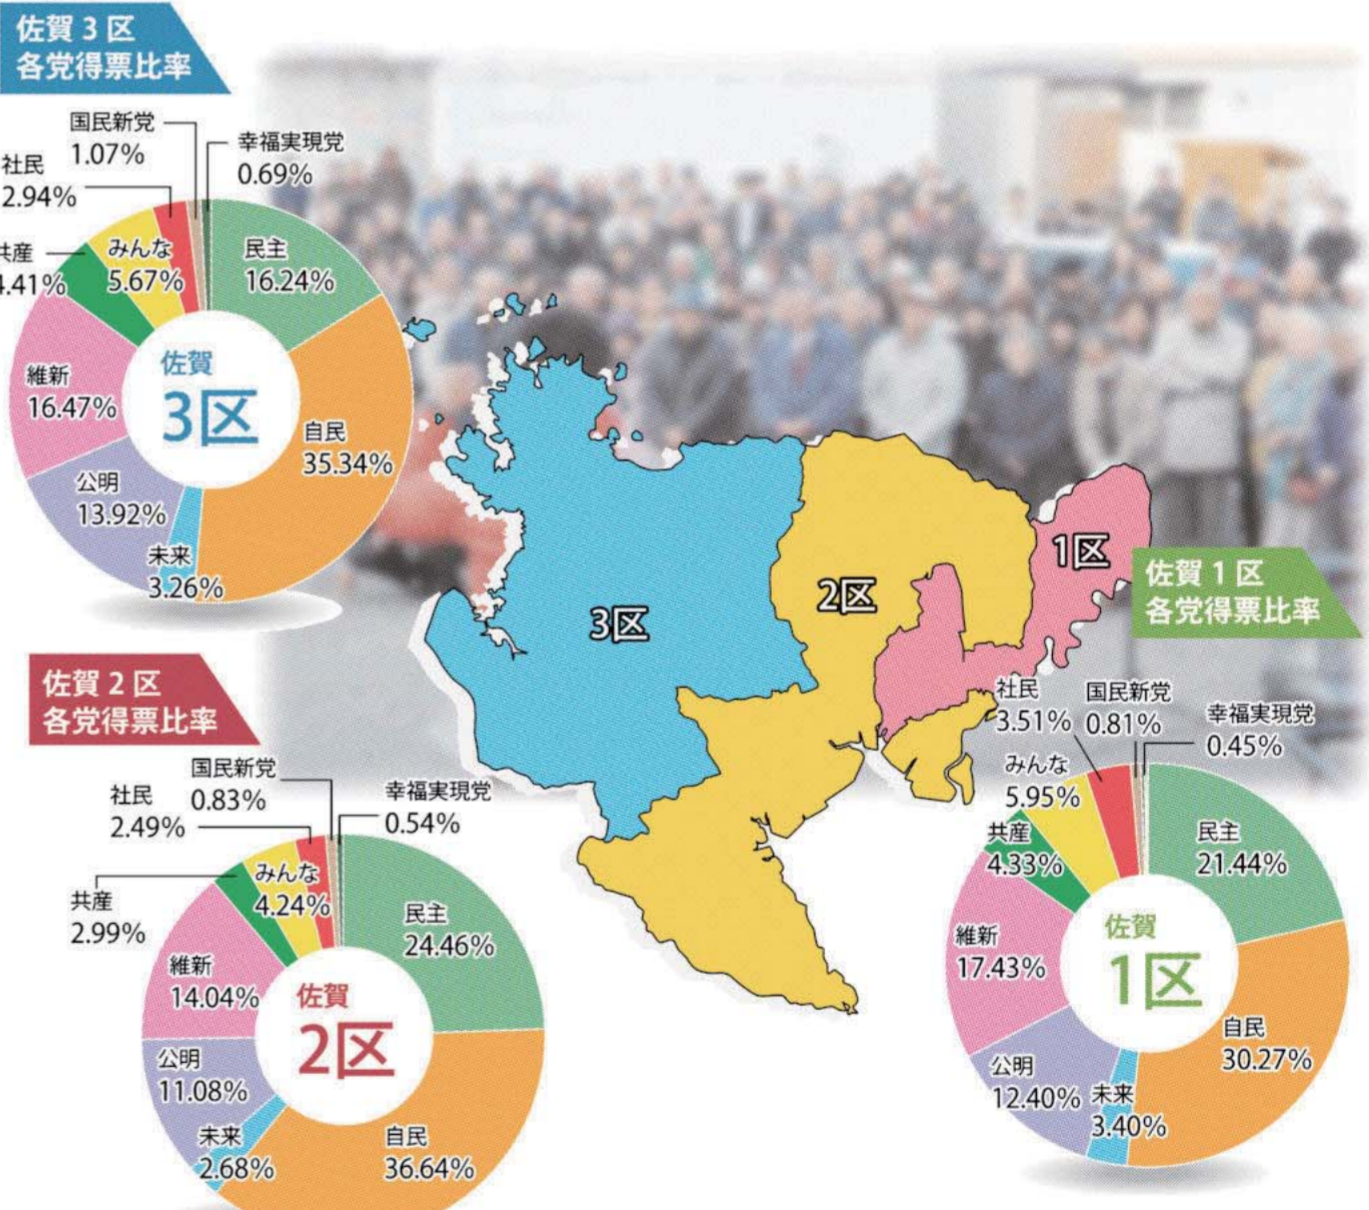 佐賀3区
各党得票比率
国民新党
1.07%
幸福実現党
0.69%
社民
2.94%
共産
4.41%
みんな
5.67%
民主
16.24%
維新
16.47%
佐賀
3区
自民
35.34%
公明
13.92%
未来
3.26%
3区
2区
1区
佐賀1区
各党得票比率
佐賀2区
各党得票比率
国民新党
0.83%
幸福実現党
0.54%
社民
2.49%
共産
2.99%
みんな
4.24%
民主
24.46%
維新
14.04%
佐賀
2区
公明
11.08%
未来
2.68%
自民
36.64%
社民
3.51%
国民新党
0.81%
幸福実現党
0.45%
みんな
5.95%
共産
4.33%
民主
21.44%
維新
17.43%
佐賀
1区
自民
30.27%
公明
12.40%
未来
3.40%